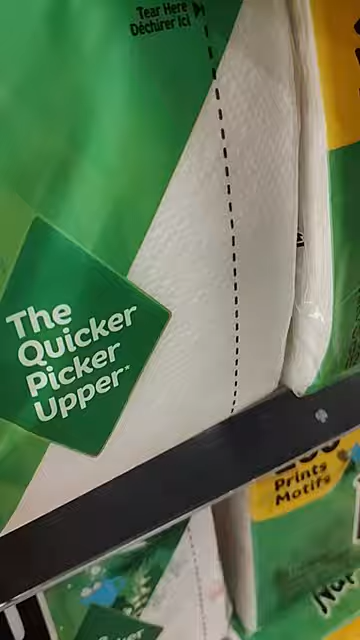 Tear Here
Déchirer Ici
The
Quicker
Picker
Upper*
Prints
Motifs